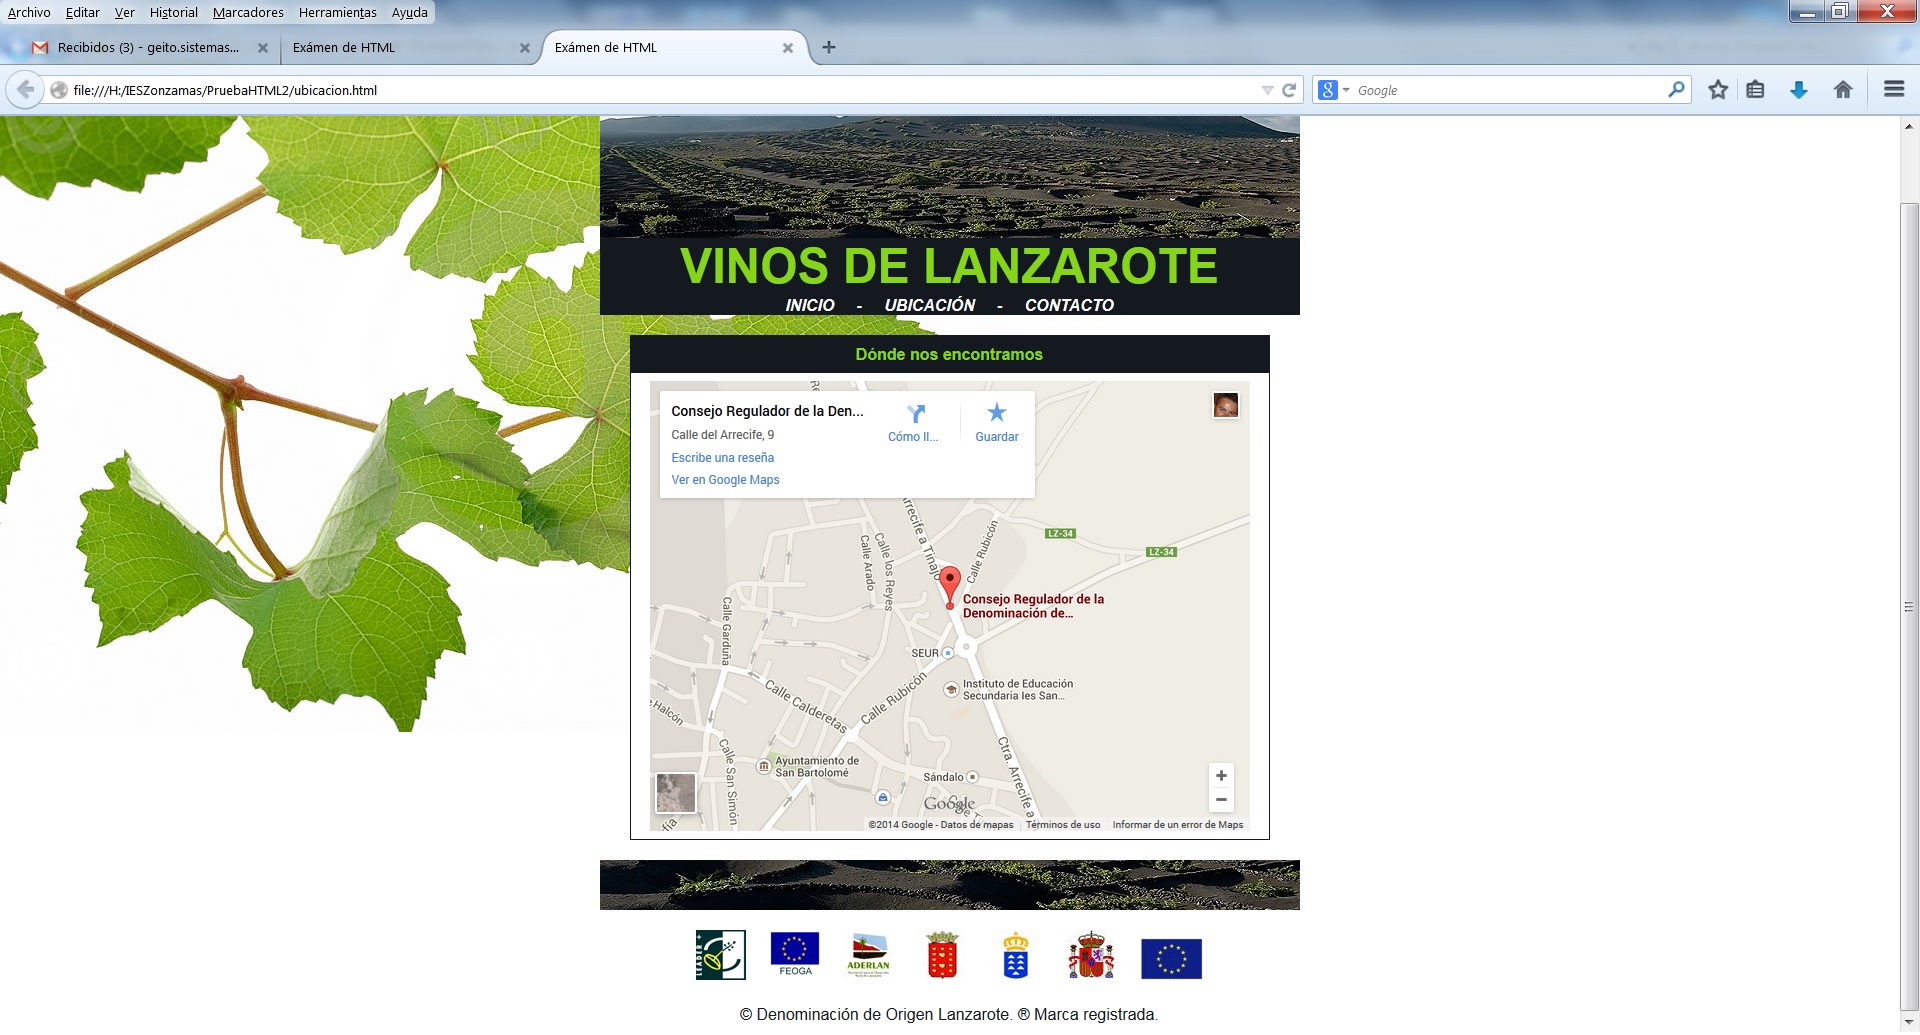 Archivo Editar Ver Historial Marcadores Herramientas Ayuda
Recibidos (3) - geito.sistemas...
Exámen de HTML
Exámen de HTML
file:///H:/IESZonzamas/PruebaHTML2/ubicacion.html
Google
VINOS DE LANZAROTE
INICIO - UBICACIÓN - CONTACTO
Dónde nos encontramos
Consejo Regulador de la Den...
Calle del Arrecife, 9
Escribe una reseña
Ver en Google Maps
Cómo ll...
Guardar
Arrecife a Tinajo
Calle Rubicón
LZ-34
LZ-34
Calle los Reyes
Calle Arado
Consejo Regulador de la
Denominación de...
Calle Garduña
SEUR
Instituto de Educación
Secundaria Ies San...
Calle Calderetas
Calle Rubicón
Halcón
Calle San Simón
Ctra. Arrecife a
Ayuntamiento de
San Bartolomé
Sándalo
Google
©2014 Google - Datos de mapas
Términos de uso
Informar de un error de Maps
LEADER+
FEOGA
ADERLAN
© Denominación de Origen Lanzarote. ® Marca registrada.